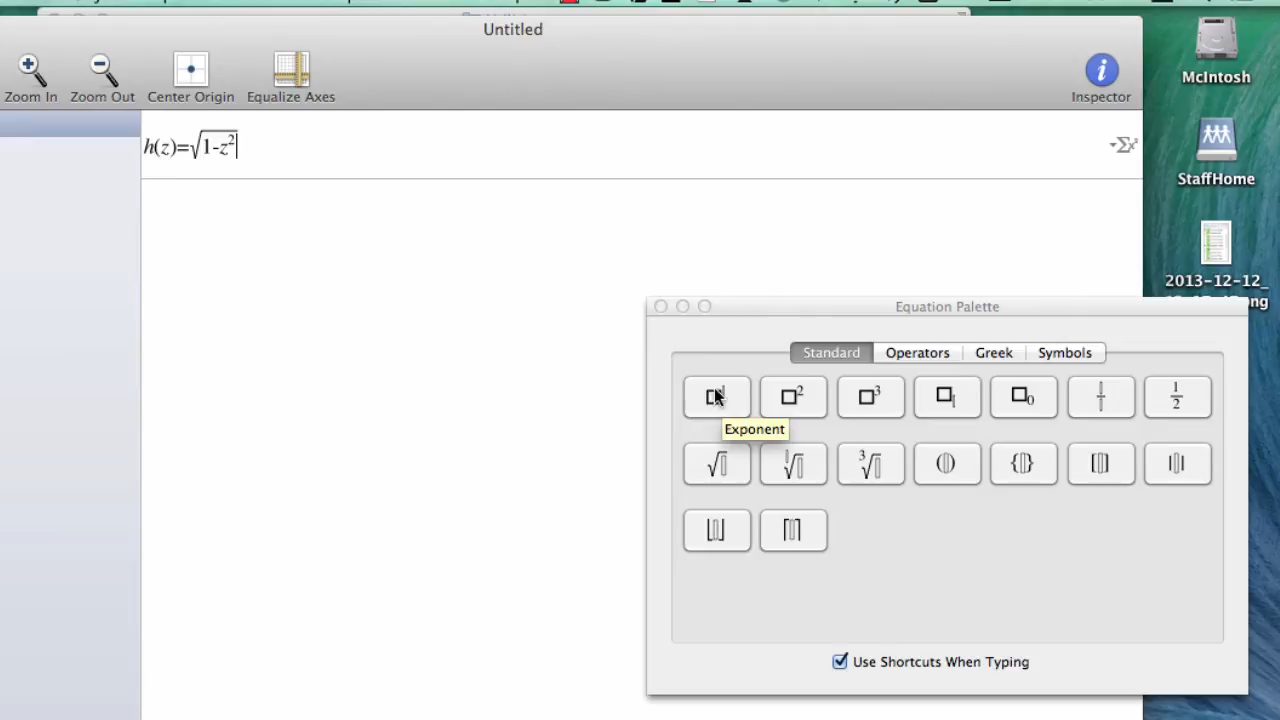 Untitled
Zoom In Zoom Out Center Origin Equalize Axes Inspector
McIntosh
h(z)=√1-z²
StaffHome
2013-12-12_
Equation Palette
Standard Operators Greek Symbols
Exponent
Use Shortcuts When Typing